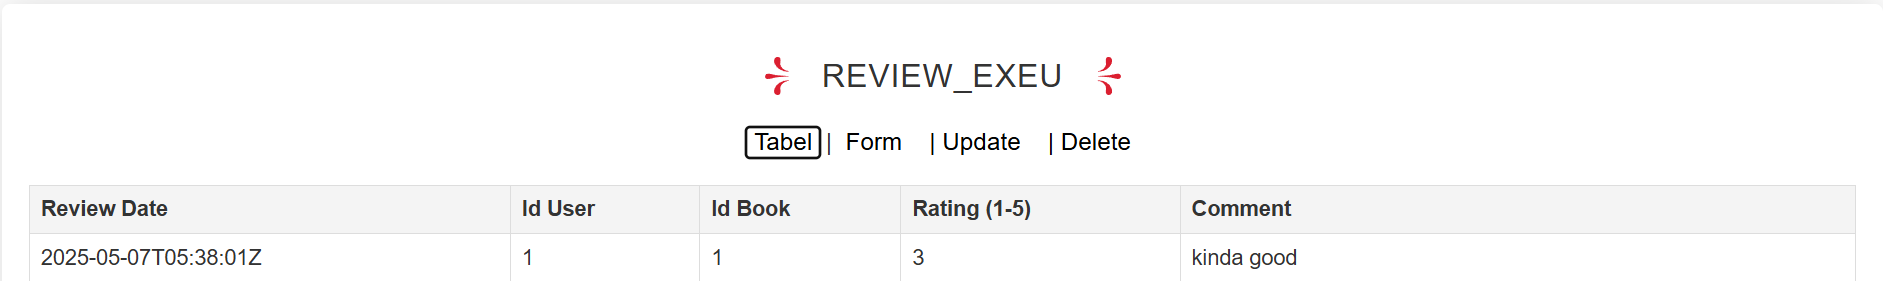 REVIEW_EXEU
Tabel | Form | Update | Delete
Review Date Id User Id Book Rating (1-5) Comment
2025-05-07T05:38:01Z 1 1 3 kinda good